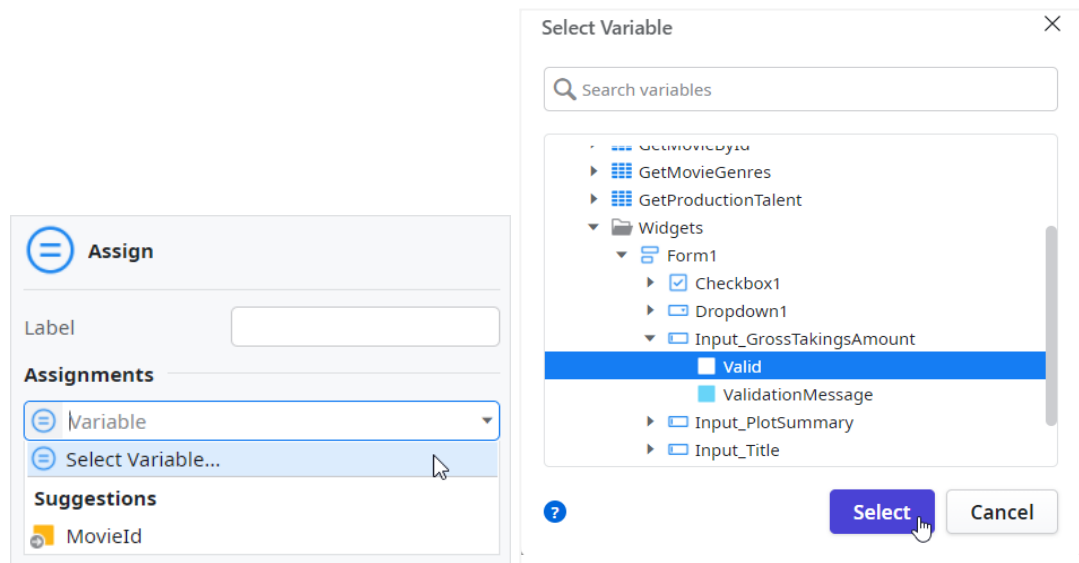 Assign
Label
Assignments
Variable
Select Variable...
Suggestions
MovieId
Select Variable
Search variables
GetMovieById
GetMovieGenres
GetProductionTalent
Widgets
Form1
Checkbox1
Dropdown1
Input_GrossTakingsAmount
Valid
ValidationMessage
Input_PlotSummary
Input_Title
?
Select
Cancel